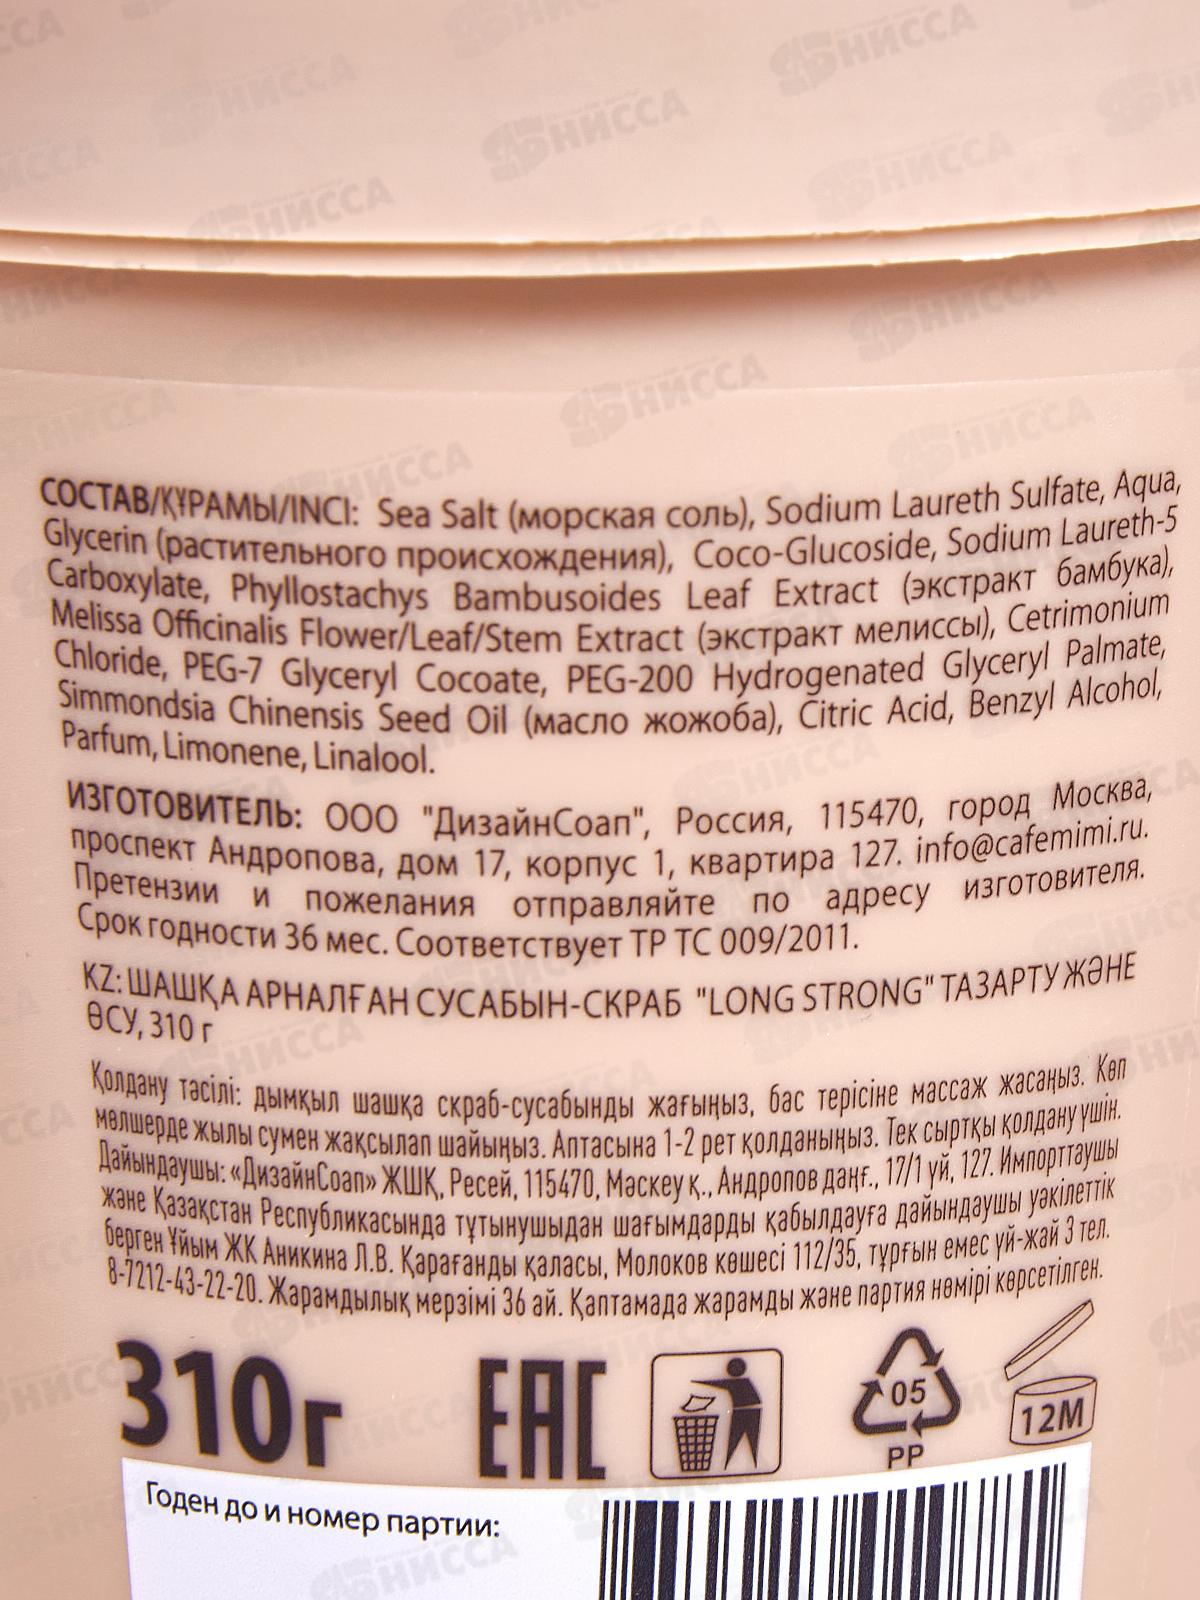 СОСТАВ/ҚҰРАМЫ/INCI: Sea Salt (морская соль), Sodium Laureth Sulfate, Aqua,
Glycerin (растительного происхождения), Coco-Glucoside, Sodium Laureth-5
Carboxylate, Phyllostachys Bambusoides Leaf Extract (экстракт бамбука),
Melissa Officinalis Flower/Leaf/Stem Extract (экстракт мелиссы), Cetrimonium
Chloride, PEG-7 Glyceryl Cocoate, PEG-200 Hydrogenated Glyceryl Palmate,
Simmondsia Chinensis Seed Oil (масло жожоба), Citric Acid, Benzyl Alcohol,
Parfum, Limonene, Linalool.
ИЗГОТОВИТЕЛЬ: ООО "ДизайнСоап", Россия, 115470, город Москва,
проспект Андропова, дом 17, корпус 1, квартира 127. info@cafemimi.ru.
Претензии и пожелания отправляйте по адресу изготовителя.
Срок годности 36 мес. Соответствует ТР ТС 009/2011.
KZ: ШАШҚА АРНАЛҒАН СУСАБЫН-СКРАБ "LONG STRONG" ТАЗАРТУ ЖӘНЕ
ӨСУ, 310 г
Қолдану тәсілі: дымқыл шашқа скраб-сусабынды жағыңыз, бас терісіне массаж жасаңыз. Көп
мөлшерде жылы сумен жақсылап шайыңыз. Аптасына 1-2 рет қолданыңыз. Тек сыртқы қолдану үшін.
Дайындаушы: «ДизайнСоап» ЖШҚ, Ресей, 115470, Мәскеу қ., Андропов даңғ., 17/1 үй, 127. Импорттаушы
және Қазақстан Республикасында тұтынушыдан шағымдарды қабылдауға дайындаушы уәкілеттік
берген Ұйым ЖК Аникина Л.В. Қарағанды қаласы, Молоков көшесі 112/35, тұрғын емес үй-жай 3 тел.
8-7212-43-22-20. Жарамдылық мерзімі 36 ай. Қаптамада жарамды және партия нөмірі көрсетілген.
310г
EAC
05
PP
12M
Годен до и номер партии: